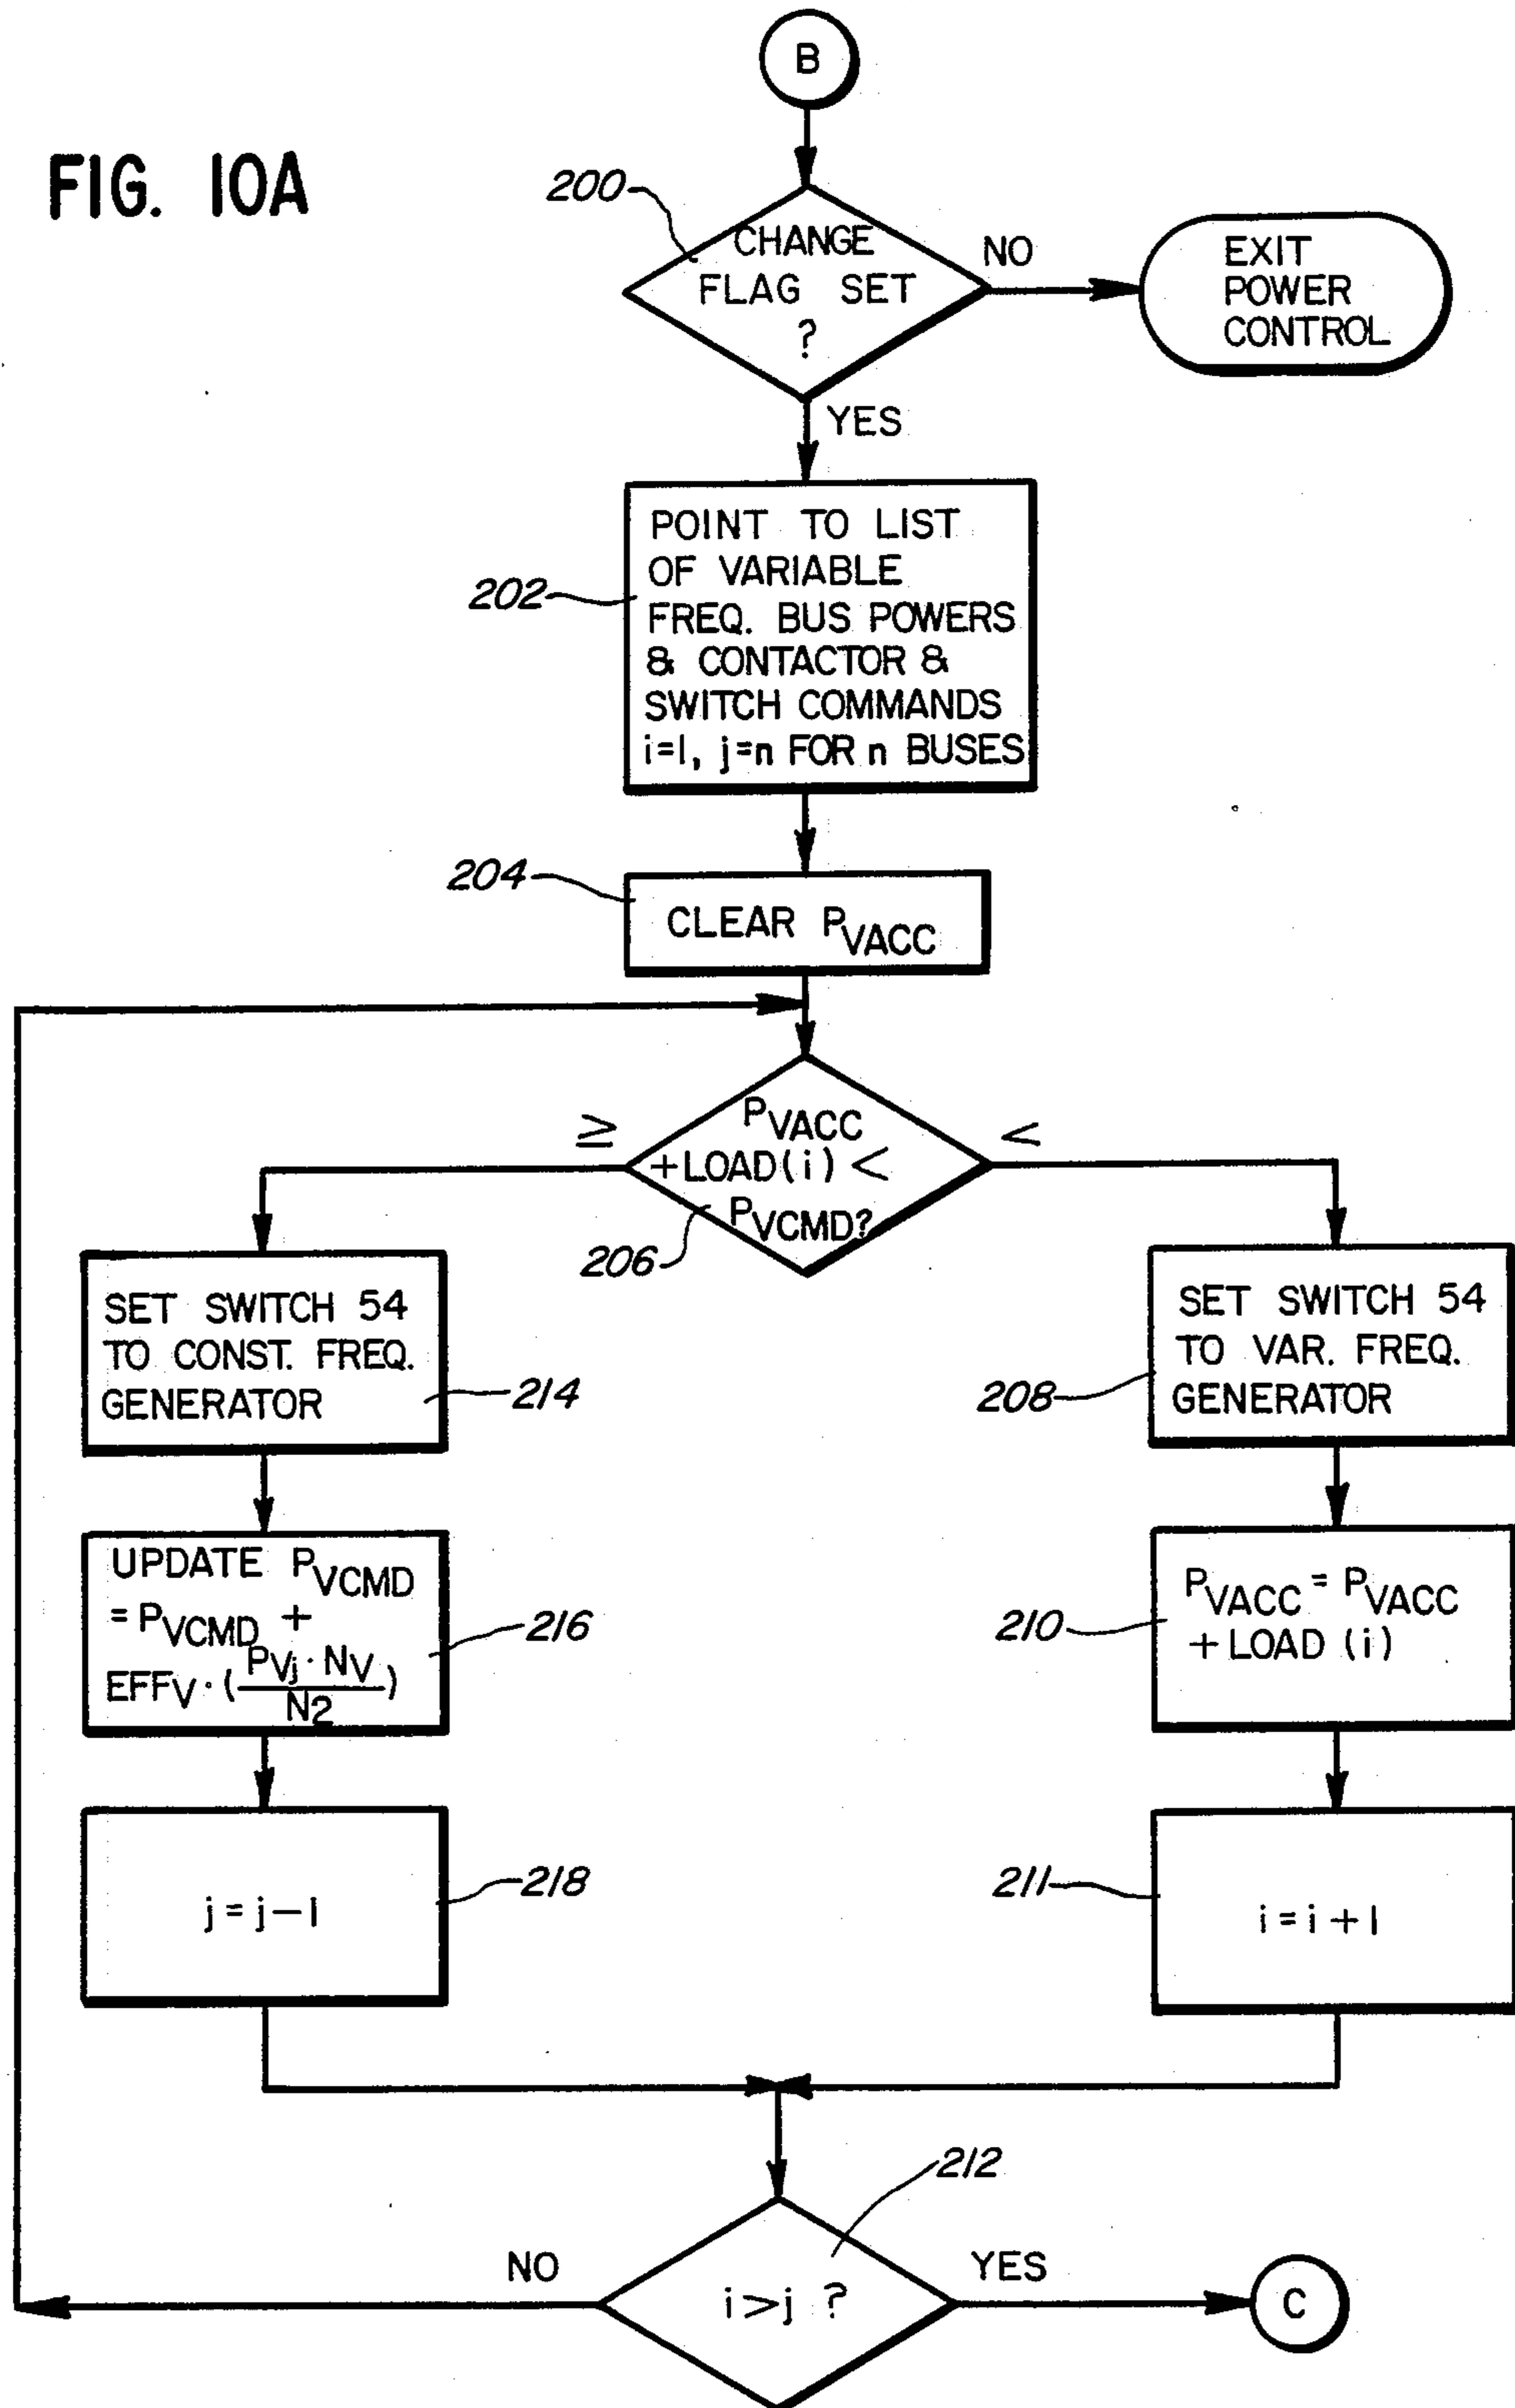 B
FIG. 10A
200
CHANGE
FLAG SET
?
NO
EXIT
POWER
CONTROL
YES
202
POINT TO LIST
OF VARIABLE
FREQ. BUS POWERS
& CONTACTOR &
SWITCH COMMANDS
i=1, j=n FOR n BUSES
204
CLEAR PVACC
≥
PVACC
+LOAD(i) <
PVCMD?
<
206
SET SWITCH 54
TO CONST. FREQ.
GENERATOR
214
208
SET SWITCH 54
TO VAR. FREQ.
GENERATOR
UPDATE PVCMD
= PVCMD +
EFFV·(PVj·NV/N2)
216
210
PVACC = PVACC
+LOAD (i)
j=j-1
218
211
i=i+1
212
NO
i>j ?
YES
C